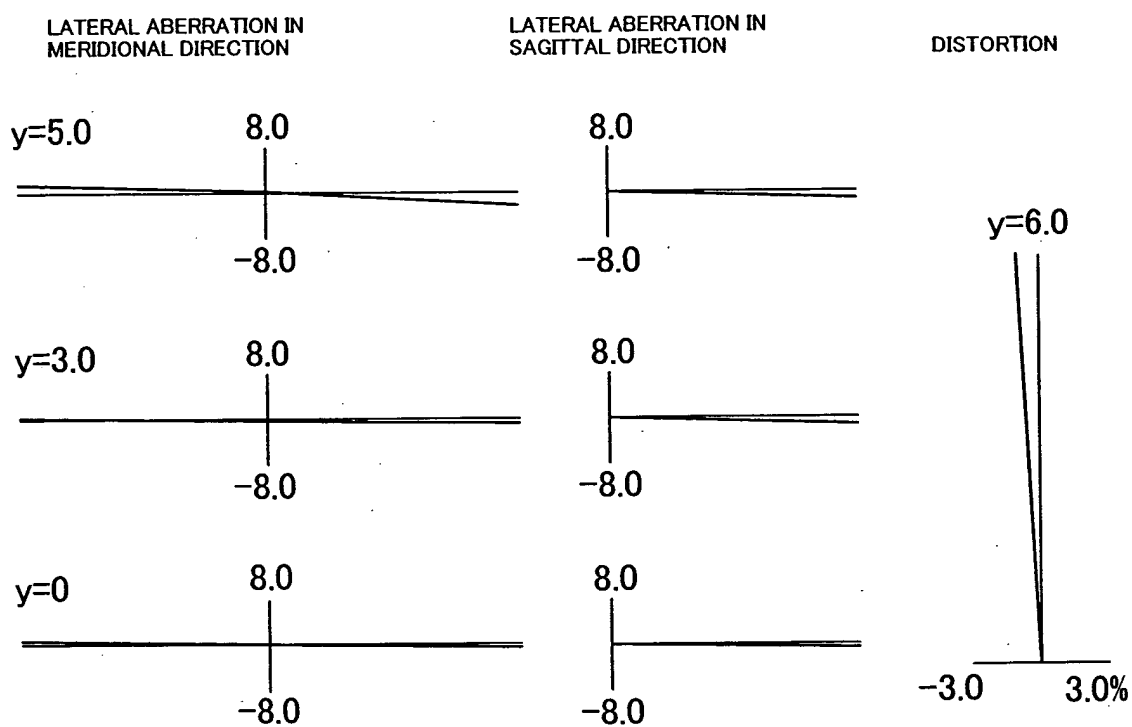 LATERAL ABERRATION IN
MERIDIONAL DIRECTION
LATERAL ABERRATION IN
SAGITTAL DIRECTION
DISTORTION
y=5.0
8.0
-8.0
8.0
-8.0
y=3.0
8.0
-8.0
8.0
-8.0
y=0
8.0
-8.0
8.0
-8.0
y=6.0
-3.0
3.0%